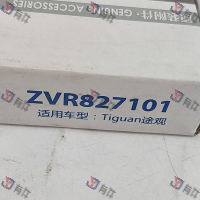 GENUINE
ACCESSORIES
ZVR827101
适用车型：Tiguan途观